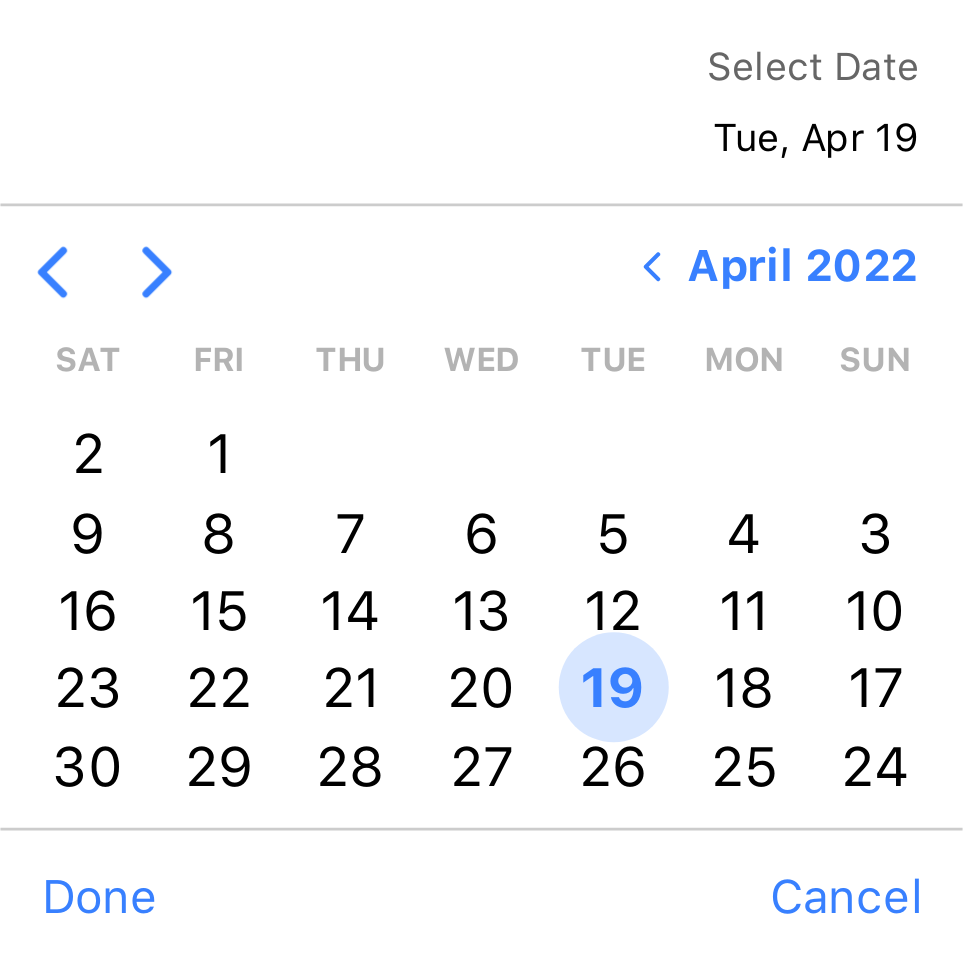 Select Date
Tue, Apr 19
April 2022
SAT FRI THU WED TUE MON SUN
2 1
9 8 7 6 5 4 3
16 15 14 13 12 11 10
23 22 21 20 19 18 17
30 29 28 27 26 25 24
Done Cancel